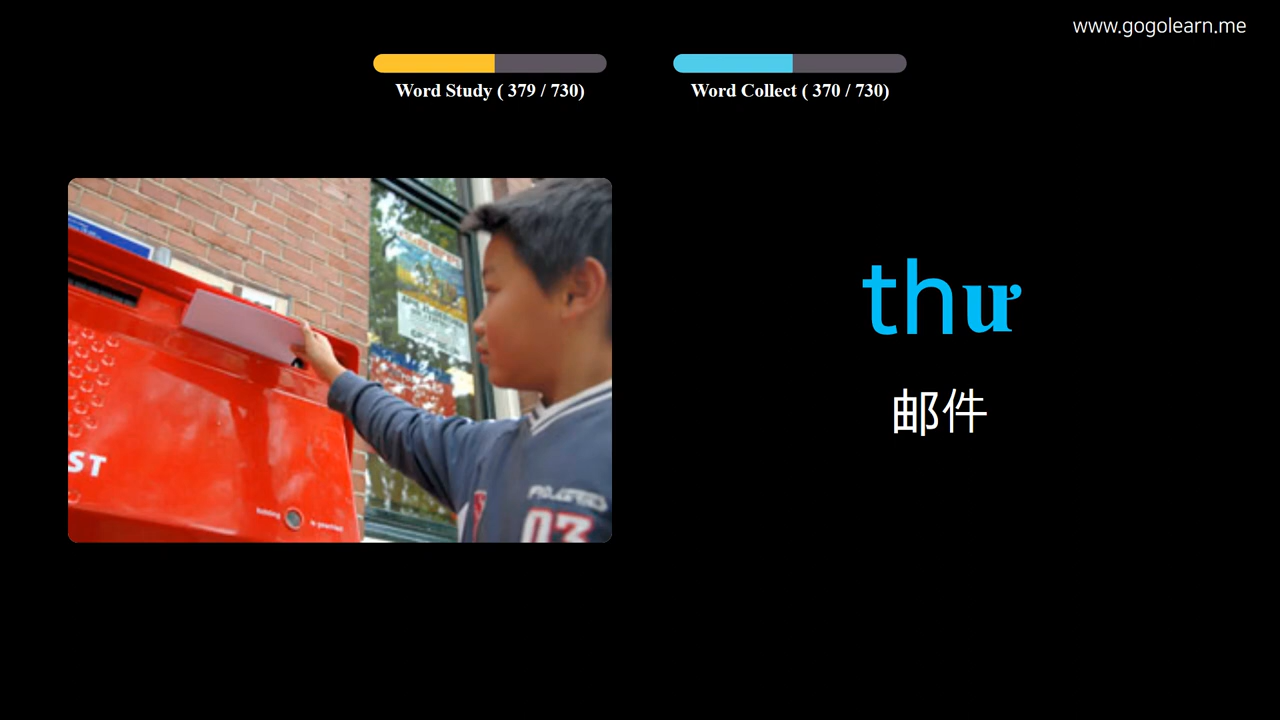 www.gogolearn.me
Word Study ( 379 / 730)
Word Collect ( 370 / 730)
thư
邮件
ST
03